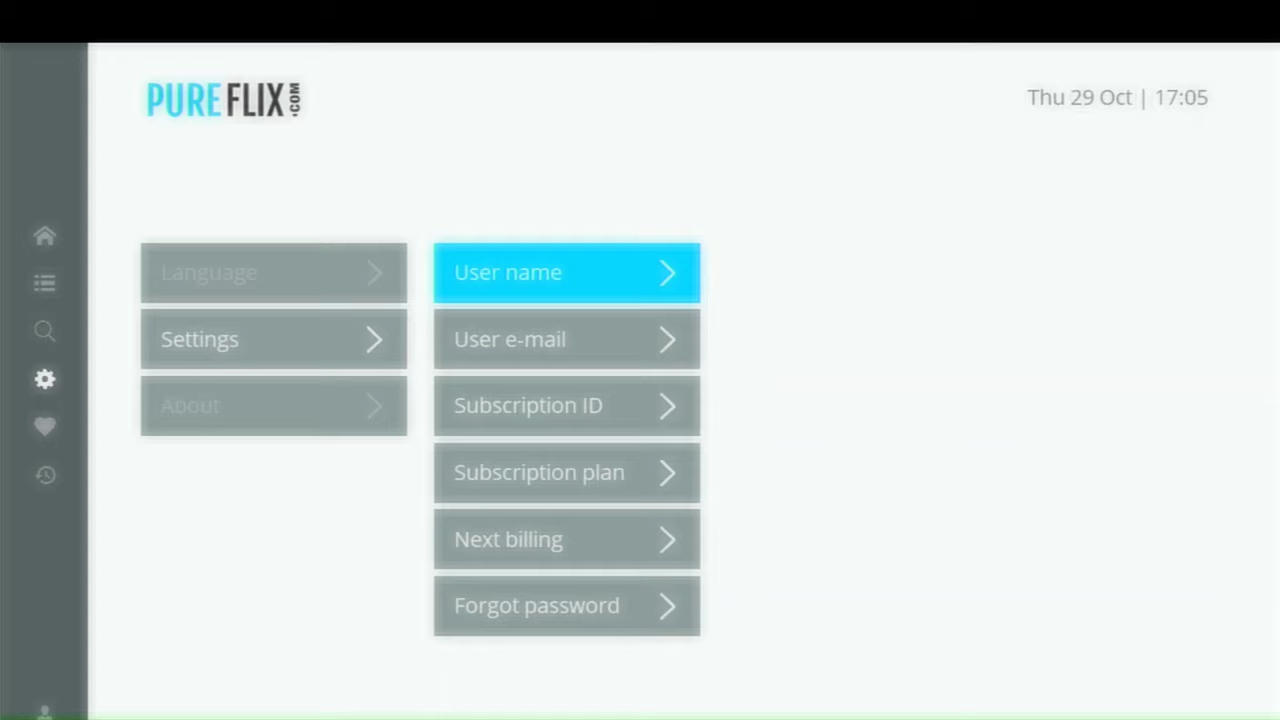 PUREFLIX.COM
Thu 29 Oct | 17:05
Language
Settings
About
User name
User e-mail
Subscription ID
Subscription plan
Next billing
Forgot password